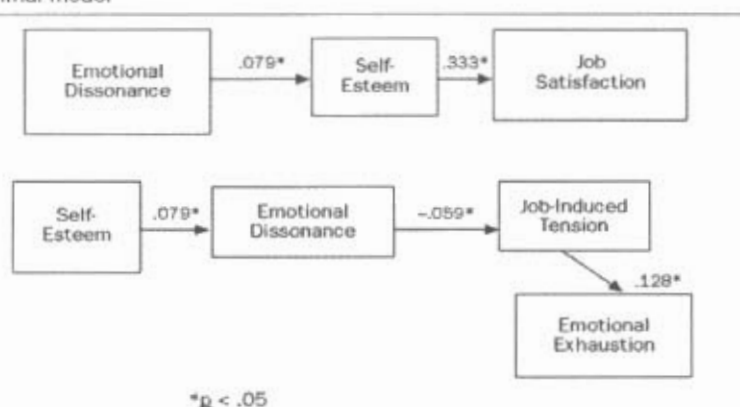 .079*
.333*
Emotional
Dissonance
Self-
Esteem
Job
Satisfaction
.079*
-.059*
Self-
Esteem
Emotional
Dissonance
Job-Induced
Tension
.128*
Emotional
Exhaustion
*p < .05